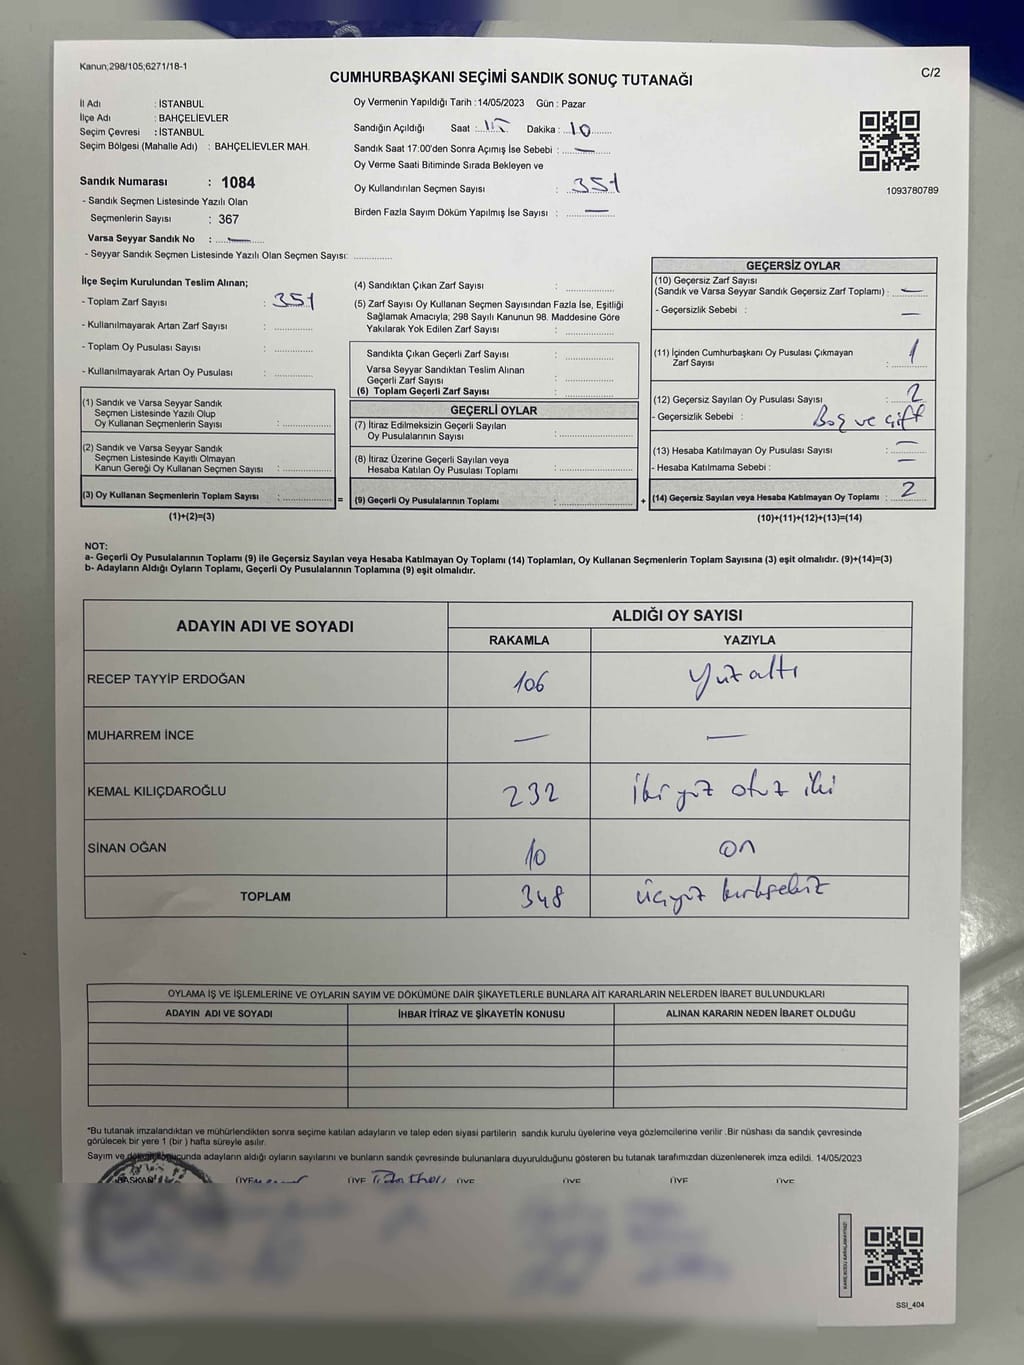 Kanun;298/105;6271/18-1
CUMHURBAŞKANI SEÇİMİ SANDIK SONUÇ TUTANAĞI
C/2
İl Adı : İSTANBUL
İlçe Adı : BAHÇELİEVLER
Seçim Çevresi : İSTANBUL
Seçim Bölgesi (Mahalle Adı) : BAHÇELİEVLER MAH.
Sandık Numarası : 1084
- Sandık Seçmen Listesinde Yazılı Olan
Seçmenlerin Sayısı : 367
Varsa Seyyar Sandık No : —
- Seyyar Sandık Seçmen Listesinde Yazılı Olan Seçmen Sayısı: ..............
Oy Vermenin Yapıldığı Tarih : 14/05/2023 Gün : Pazar
Sandığın Açıldığı Saat : Dakika : 10
Sandık Saat 17:00'den Sonra Açımış İse Sebebi : —
Oy Verme Saati Bitiminde Sırada Bekleyen ve
Oy Kullandırılan Seçmen Sayısı : 351
Birden Fazla Sayım Döküm Yapılmış İse Sayısı : —
1093780789
İlçe Seçim Kurulundan Teslim Alınan;
- Toplam Zarf Sayısı : 351
- Kullanılmayarak Artan Zarf Sayısı : ..............
- Toplam Oy Pusulası Sayısı : ..............
- Kullanılmayarak Artan Oy Pusulası : ..............
(1) Sandık ve Varsa Seyyar Sandık
Seçmen Listesinde Yazılı Olup
Oy Kullanan Seçmenlerin Sayısı : ..............
(2) Sandık ve Varsa Seyyar Sandık
Seçmen Listesinde Kayıtlı Olmayan
Kanun Gereği Oy Kullanan Seçmen Sayısı : ..............
(3) Oy Kullanan Seçmenlerin Toplam Sayısı : .............. =
(1)+(2)=(3)
(4) Sandıktan Çıkan Zarf Sayısı : ..............
(5) Zarf Sayısı Oy Kullanan Seçmen Sayısından Fazla İse, Eşitliği
Sağlamak Amacıyla; 298 Sayılı Kanunun 98. Maddesine Göre
Yakılarak Yok Edilen Zarf Sayısı : ..............
Sandıkta Çıkan Geçerli Zarf Sayısı : ..............
Varsa Seyyar Sandıktan Teslim Alınan
Geçerli Zarf Sayısı : ..............
(6) Toplam Geçerli Zarf Sayısı : ..............
GEÇERLİ OYLAR
(7) İtiraz Edilmeksizin Geçerli Sayılan
Oy Pusulalarının Sayısı : ..............
(8) İtiraz Üzerine Geçerli Sayılan veya
Hesaba Katılan Oy Pusulası Toplamı : ..............
(9) Geçerli Oy Pusulalarının Toplamı : .............. +
GEÇERSİZ OYLAR
(10) Geçersiz Zarf Sayısı
(Sandık ve Varsa Seyyar Sandık Geçersiz Zarf Toplamı) : —
- Geçersizlik Sebebi : —
(11) İçinden Cumhurbaşkanı Oy Pusulası Çıkmayan
Zarf Sayısı : 1
(12) Geçersiz Sayılan Oy Pusulası Sayısı : 2
- Geçersizlik Sebebi : Boş ve çift
(13) Hesaba Katılmayan Oy Pusulası Sayısı : —
- Hesaba Katılmama Sebebi : —
(14) Geçersiz Sayılan veya Hesaba Katılmayan Oy Toplamı : 2
(10)+(11)+(12)+(13)=(14)
NOT:
a- Geçerli Oy Pusulalarının Toplamı (9) ile Geçersiz Sayılan veya Hesaba Katılmayan Oy Toplamı (14) Toplamları, Oy Kullanan Seçmenlerin Toplam Sayısına (3) eşit olmalıdır. (9)+(14)=(3)
b- Adayların Aldığı Oyların Toplamı, Geçerli Oy Pusulalarının Toplamına (9) eşit olmalıdır.
ADAYIN ADI VE SOYADI
ALDIĞI OY SAYISI
RAKAMLA YAZIYLA
RECEP TAYYİP ERDOĞAN 106 Yüzaltı
MUHARREM İNCE — —
KEMAL KILIÇDAROĞLU 232 İki yüz otuz iki
SİNAN OĞAN 10 on
TOPLAM 348 üçyüz kırksekiz
OYLAMA İŞ VE İŞLEMLERİNE VE OYLARIN SAYIM VE DÖKÜMÜNE DAİR ŞİKAYETLERLE BUNLARA AİT KARARLARIN NELERDEN İBARET BULUNDUKLARI
ADAYIN ADI VE SOYADI İHBAR İTİRAZ VE ŞİKAYETİN KONUSU ALINAN KARARIN NEDEN İBARET OLDUĞU
*Bu tutanak imzalandıktan ve mühürlendikten sonra seçime katılan adayların ve talep eden siyasi partilerin sandık kurulu üyelerine veya gözlemcilerine verilir .Bir nüshası da sandık çevresinde
görülecek bir yere 1 (bir ) hafta süreyle asılır.
Sayım ve döküm sonucunda adayların aldığı oyların sayılarını ve bunların sandık çevresinde bulunanlara duyurulduğunu gösteren bu tutanak tarafımızdan düzenlenerek imza edildi. 14/05/2023
BAŞKAN ÜYE ÜYE ÜYE ÜYE ÜYE ÜYE
SSI_404